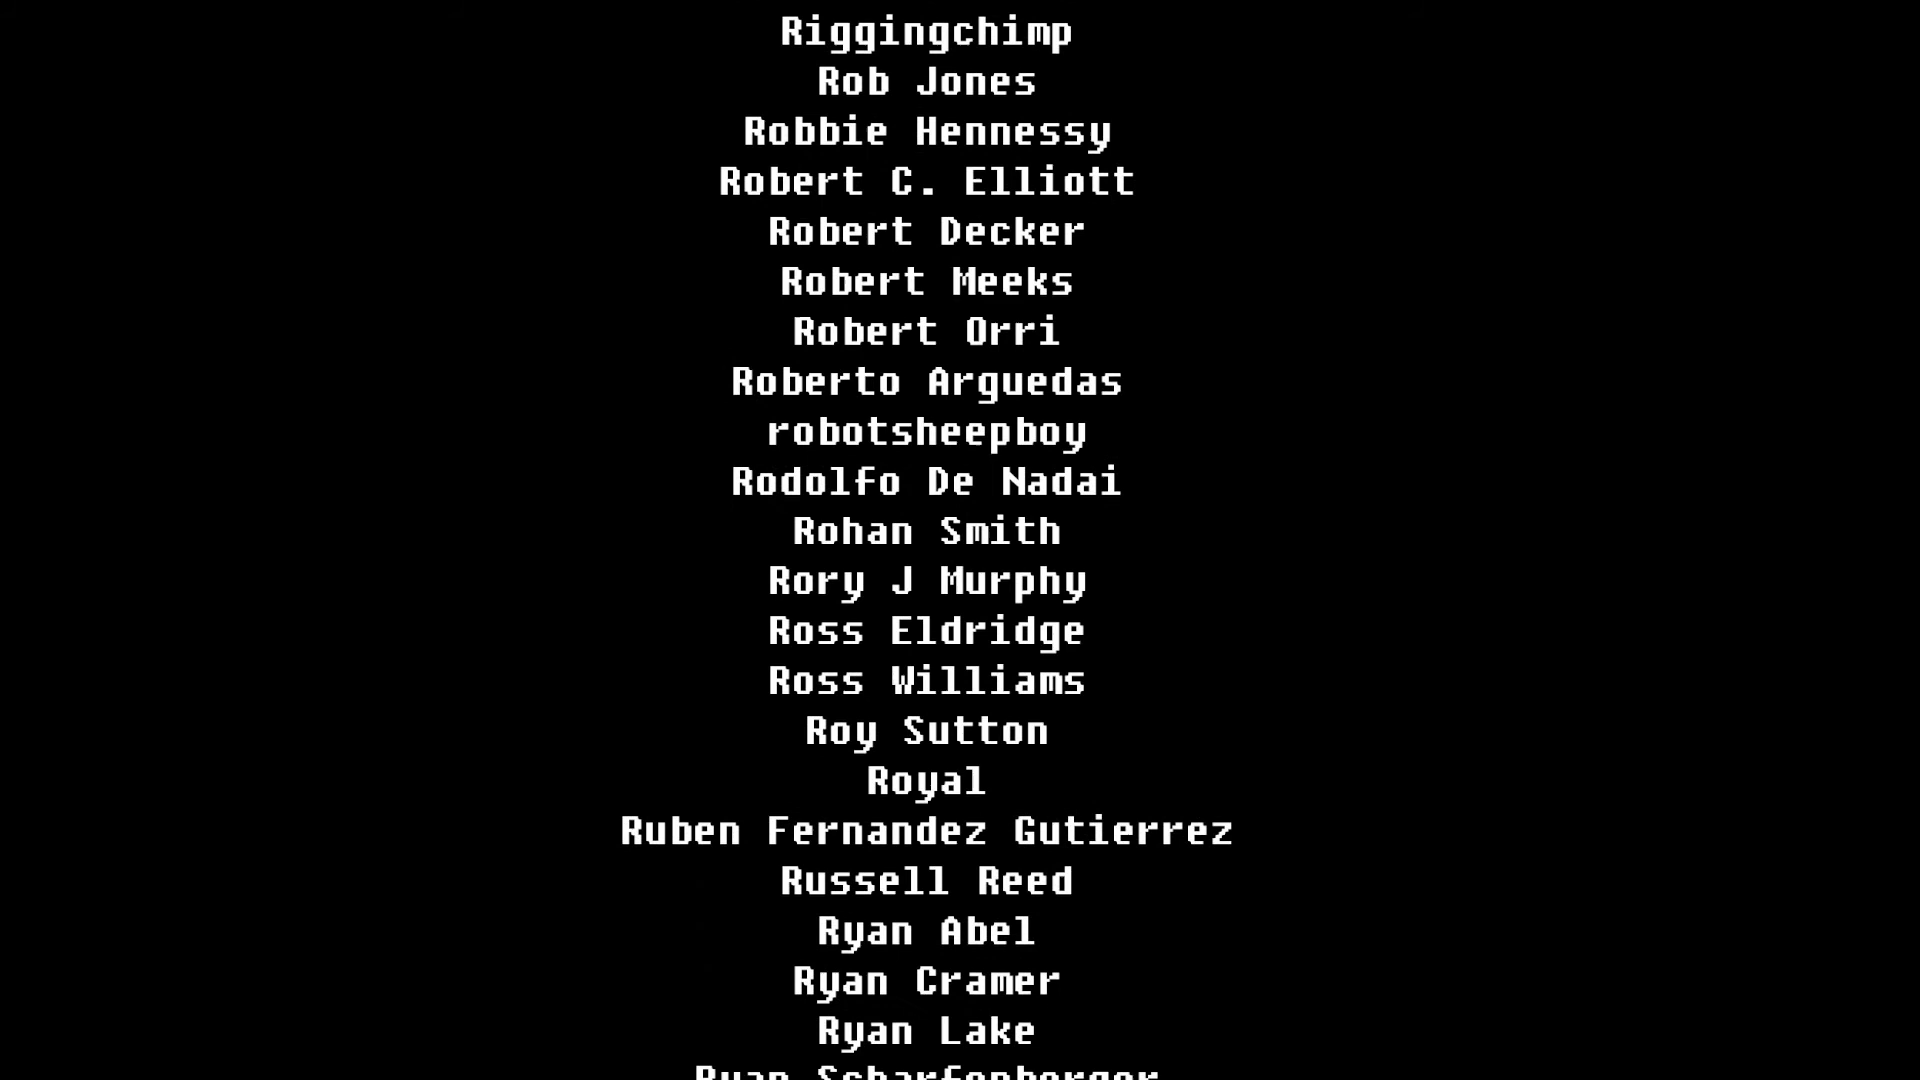 Riggingchimp
Rob Jones
Robbie Hennessy
Robert C. Elliott
Robert Decker
Robert Meeks
Robert Orri
Roberto Arguedas
robotsheepboy
Rodolfo De Nadai
Rohan Smith
Rory J Murphy
Ross Eldridge
Ross Williams
Roy Sutton
Royal
Ruben Fernandez Gutierrez
Russell Reed
Ryan Abel
Ryan Cramer
Ryan Lake
Ryan Scharfenberger